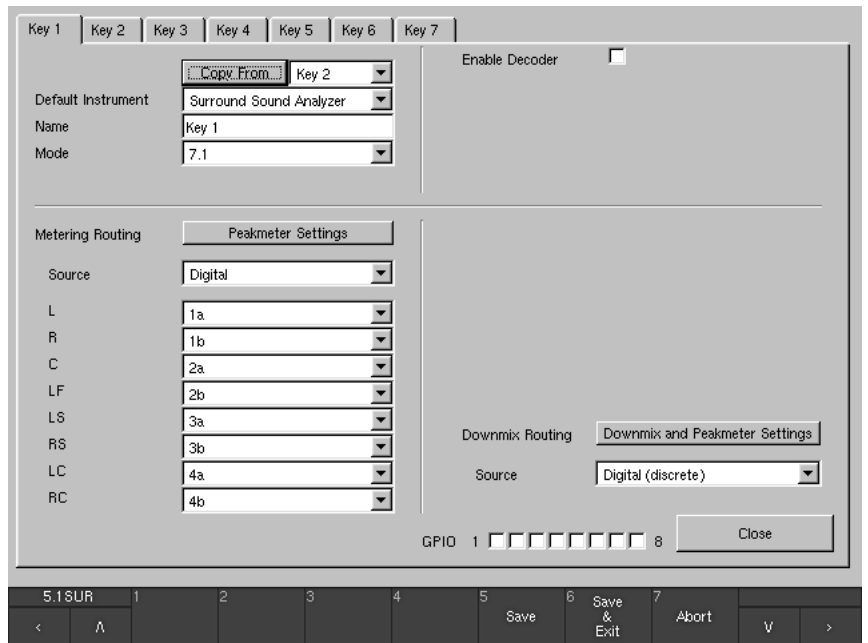 Key 1 Key 2 Key 3 Key 4 Key 5 Key 6 Key 7
Copy From Key 2
Enable Decoder
Default Instrument Surround Sound Analyzer
Name Key 1
Mode 7.1
Metering Routing Peakmeter Settings
Source Digital
L 1a
R 1b
C 2a
LF 2b
LS 3a
RS 3b
LC 4a
RC 4b
Downmix Routing Downmix and Peakmeter Settings
Source Digital (discrete)
GPIO 1 8
Close
5.1SUR 1 2 3 4 5 6 7
< Λ Save Save & Exit Abort V >